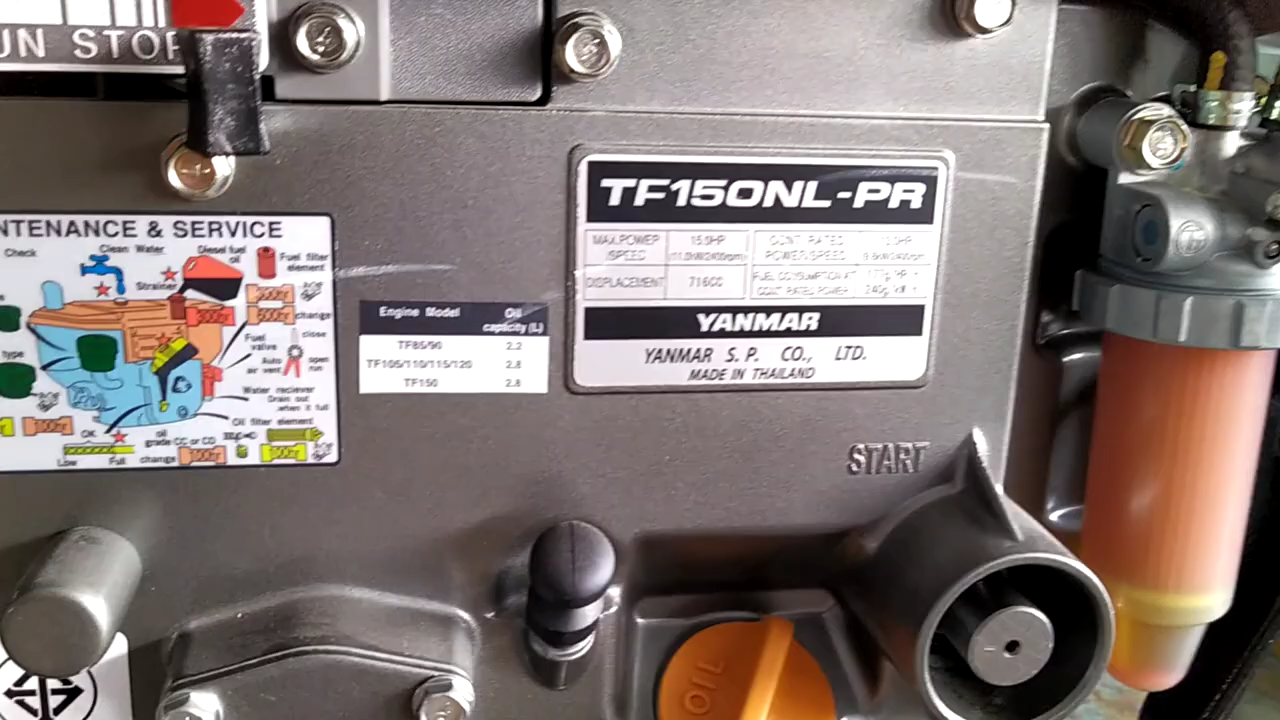 UN STOP
NTENANCE & SERVICE
Check
Clean Water
Diesel fuel
oil
Fuel filter
element
Strainer
change
close
Fuel
valve
Auto
air vent
open
run
type
Water reciever
Drain out
when it full
Oil filter element
OK
Low
Full
oil
grade CC or CD
change
Engine Model
Oil
capacity (L)
TF85/90 2.2
TF105/110/115/120 2.8
TF150 2.8
TF150NL-PR
MAX.POWER 15.0HP
/SPEED
CONT. RATED
POWER/SPEED
DISPLACEMENT 716CC
CONT RATED POWER
YANMAR
YANMAR S.P. CO., LTD.
MADE IN THAILAND
START
OIL